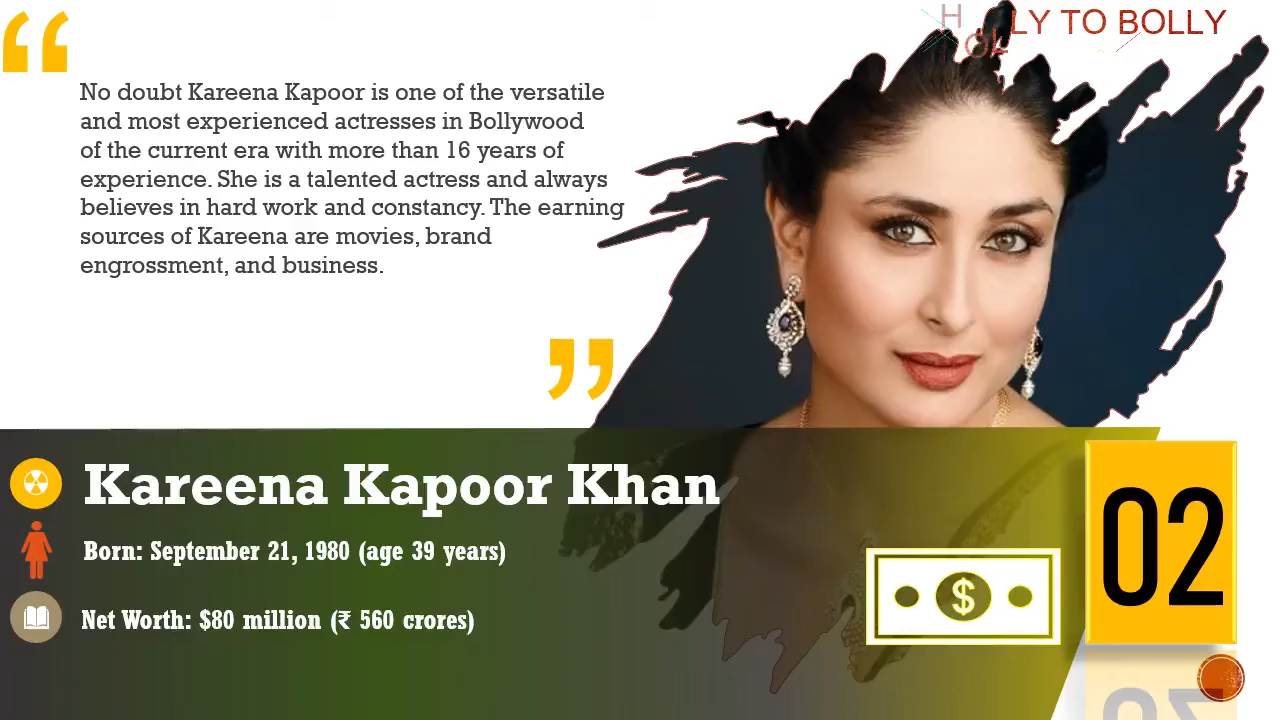 HOLLY TO BOLLY
“
No doubt Kareena Kapoor is one of the versatile
and most experienced actresses in Bollywood
of the current era with more than 16 years of
experience. She is a talented actress and always
believes in hard work and constancy. The earning
sources of Kareena are movies, brand
engrossment, and business.
”
Kareena Kapoor Khan
Born: September 21, 1980 (age 39 years)
Net Worth: $80 million (₹ 560 crores)
$
02